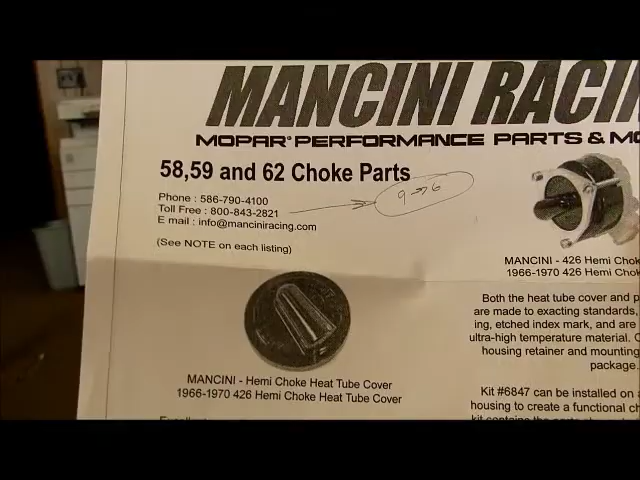 MANCINI RACI
MOPAR® PERFORMANCE PARTS & MO
58,59 and 62 Choke Parts
Phone : 586-790-4100
Toll Free : 800-843-2821
E mail : info@manciniracing.com
9 → 6
(See NOTE on each listing)
MANCINI - 426 Hemi Chok
1966-1970 426 Hemi Chok
Both the heat tube cover and p
are made to exacting standards,
ing, etched index mark, and are
ultra-high temperature material. C
housing retainer and mounting
package.
MANCINI - Hemi Choke Heat Tube Cover
1966-1970 426 Hemi Choke Heat Tube Cover
Kit #6847 can be installed on
housing to create a functional ch